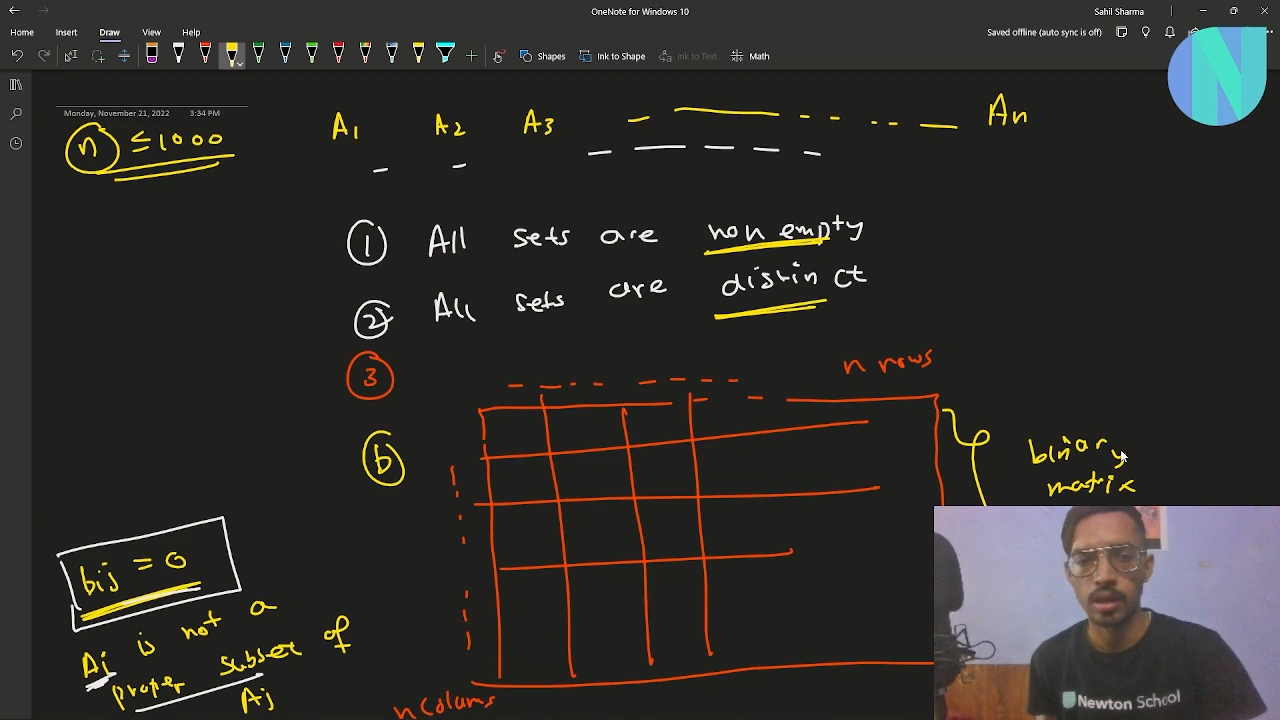 OneNote for Windows 10
Sahil Sharma
Home Insert Draw View Help
Saved offline (auto sync is off)
Shapes Ink to Shape Ink to Text Math
Monday, November 21, 2022 3:34 PM
n ≤1000
A1 A2 A3 An
1 All sets are non empty
2 All sets are distinct
3
n rows
b
binary
matrix
bij = 0
Ai is not a
proper subset of
Aj
n Colums
Newton School